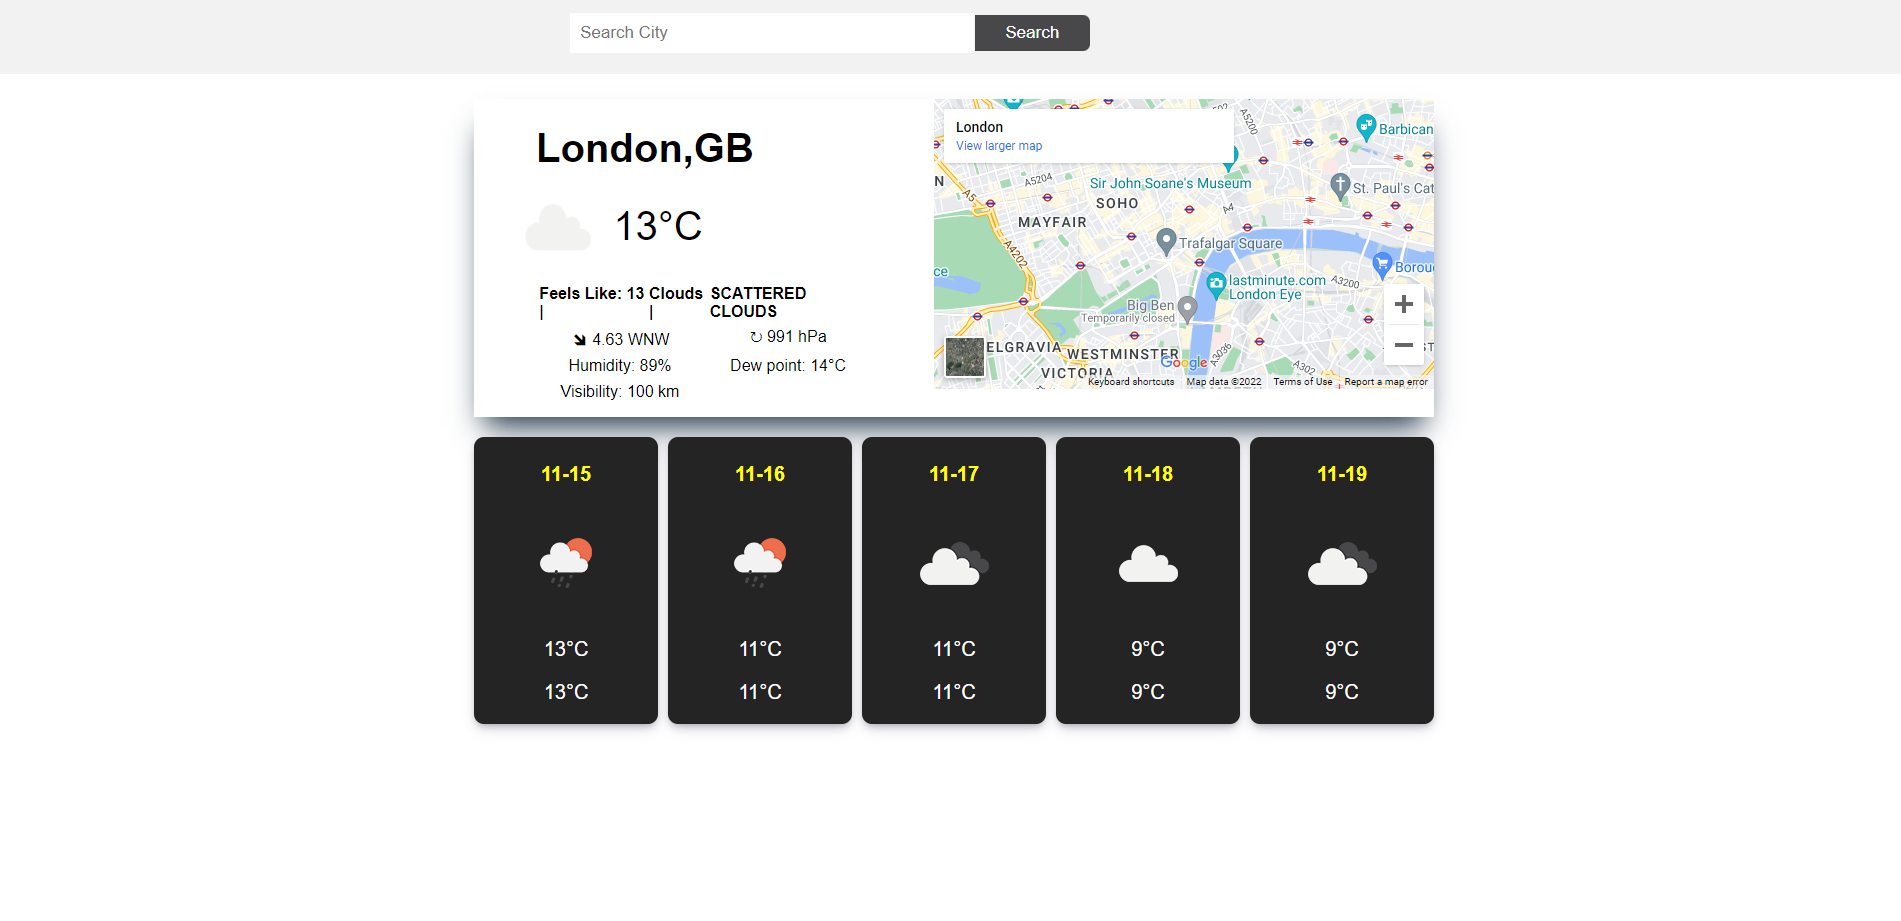 Search City
Search
London,GB
13°C
Feels Like: 13 Clouds SCATTERED
| | CLOUDS
4.63 WNW
↻ 991 hPa
Humidity: 89%
Dew point: 14°C
Visibility: 100 km
London
View larger map
A5200
Barbican
A5204
Sir John Soane's Museum
St. Paul's Cat
N
A5
SOHO
A4
MAYFAIR
Trafalgar Square
A4202
ce
Borou
lastminute.com
London Eye
A3200
Big Ben
Temporarily closed
ELGRAVIA
WESTMINSTER
A3036
ST
VICTORIA
Google
A302
Keyboard shortcuts
Map data ©2022
Terms of Use
Report a map error
11-15
11-16
11-17
11-18
11-19
13°C
11°C
11°C
9°C
9°C
13°C
11°C
11°C
9°C
9°C